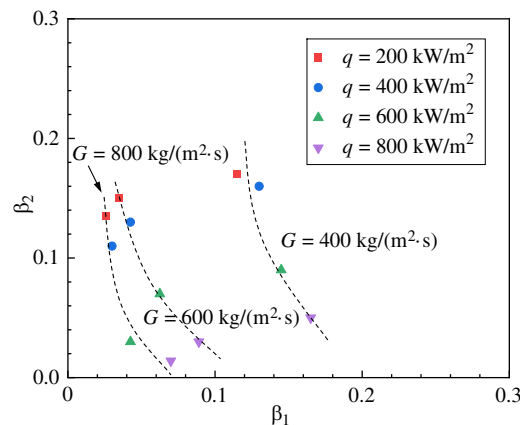 0.3
0.2
0.1
0.0
β₂
q = 200 kW/m²
q = 400 kW/m²
q = 600 kW/m²
q = 800 kW/m²
G = 800 kg/(m²·s)
G = 400 kg/(m²·s)
G = 600 kg/(m²·s)
0
0.1
0.2
0.3
β₁